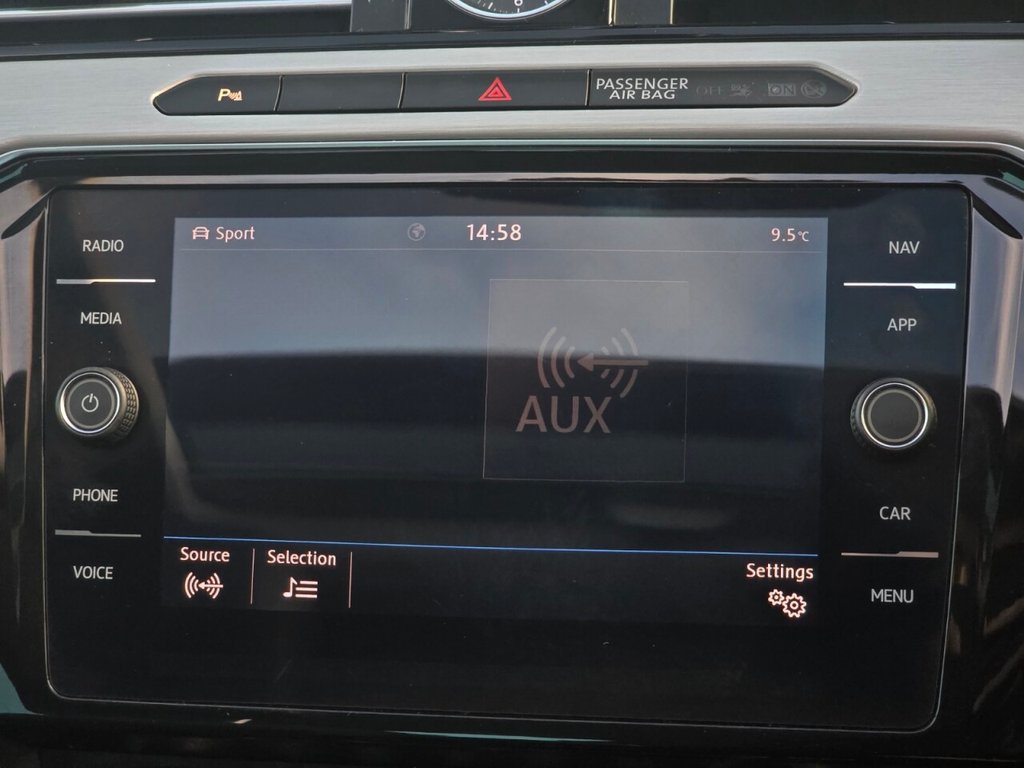 P
PASSENGER
AIR BAG OFF ON
Sport 14:58 9.5°C
RADIO
NAV
MEDIA
APP
AUX
PHONE
CAR
VOICE
MENU
Source Selection Settings